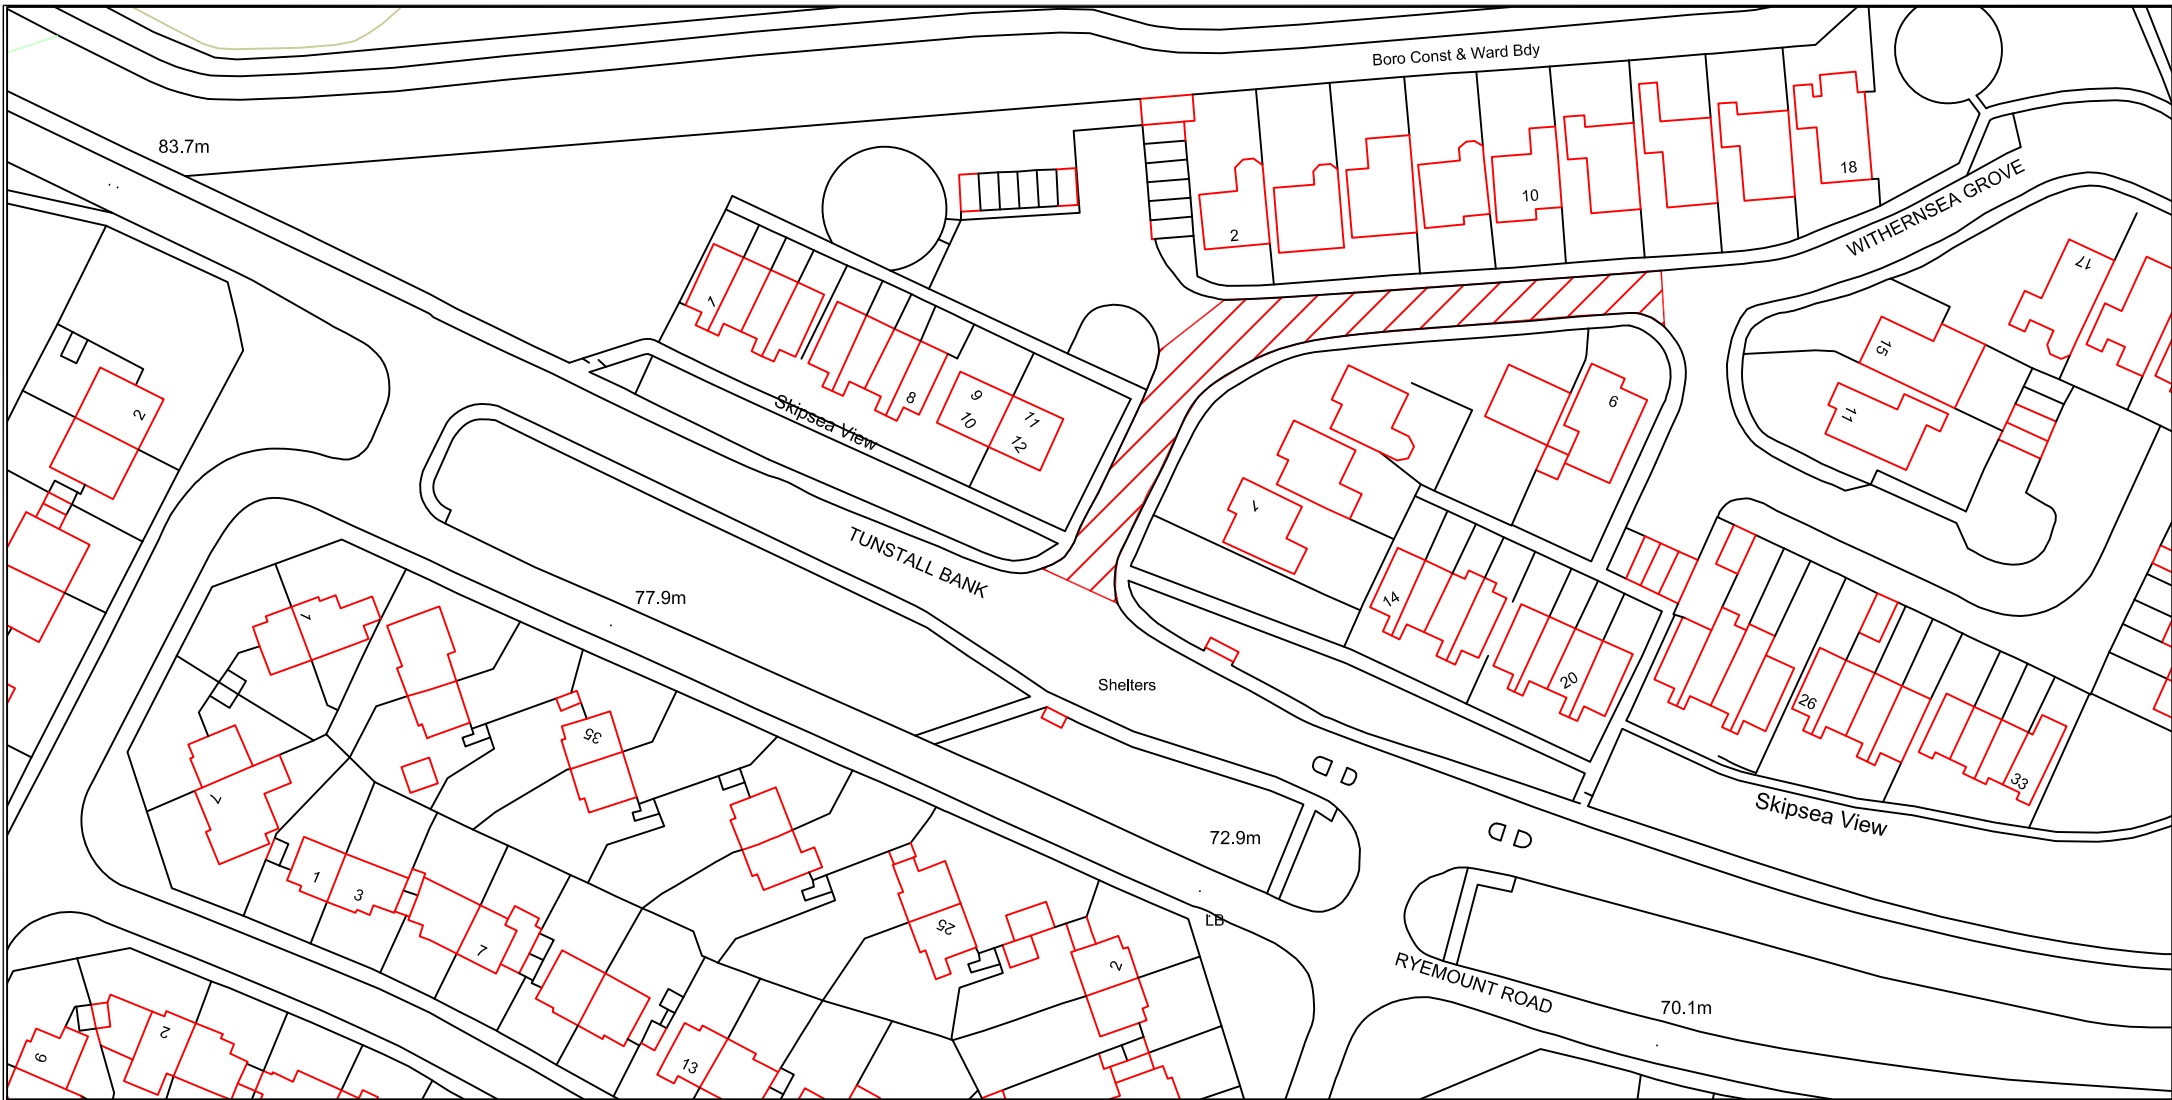 Boro Const & Ward Bdy
83.7m
18
10
2
WITHERNSEA GROVE
17
1
15
6
8
9
10
11
12
11
2
Skipsea View
1
TUNSTALL BANK
77.9m
14
20
1
Shelters
26
33
35
Skipsea View
1
72.9m
1
3
7
25
LB
2
RYEMOUNT ROAD
70.1m
2
9
13